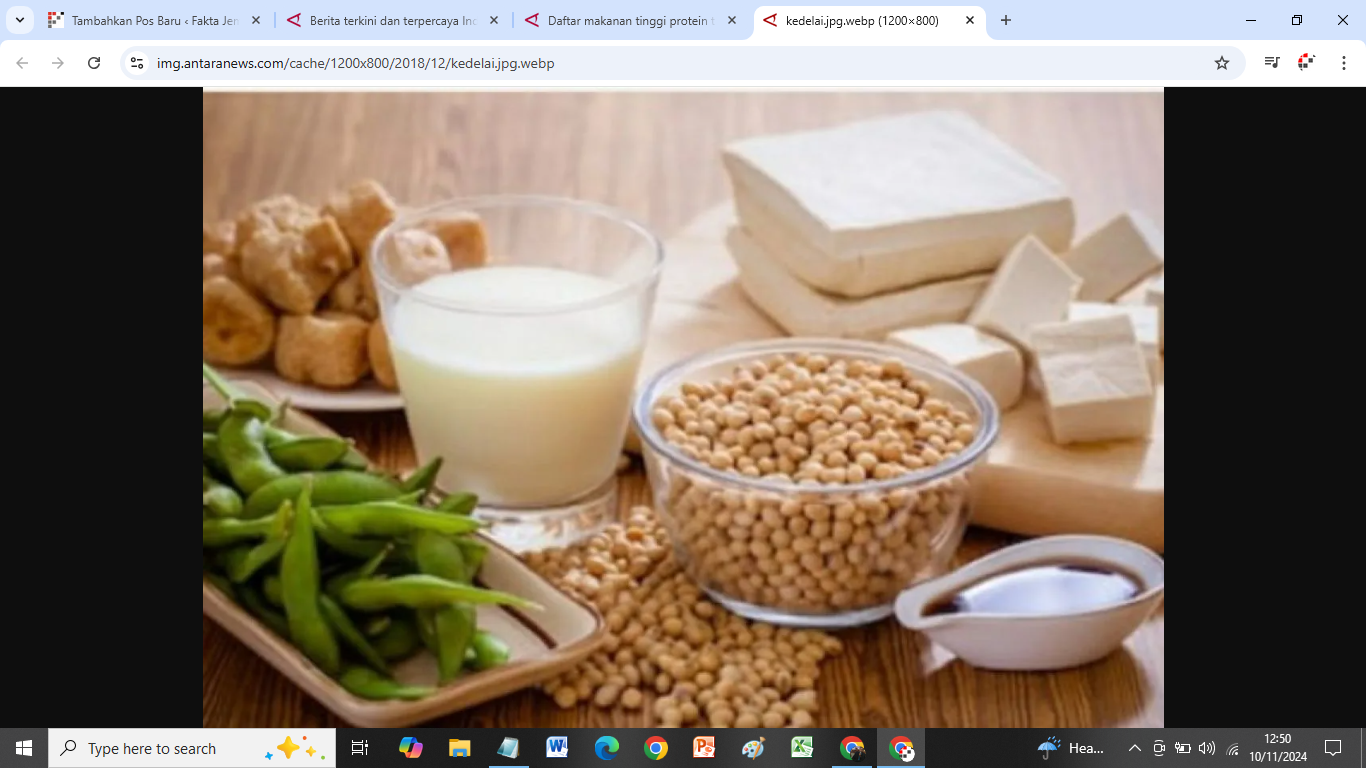 Tambahkan Pos Baru ‹ Fakta Jen
Berita terkini dan terpercaya Ind
Daftar makanan tinggi protein t
kedelai.jpg.webp (1200×800)
img.antaranews.com/cache/1200x800/2018/12/kedelai.jpg.webp
Type here to search
Hea...
12:50
10/11/2024